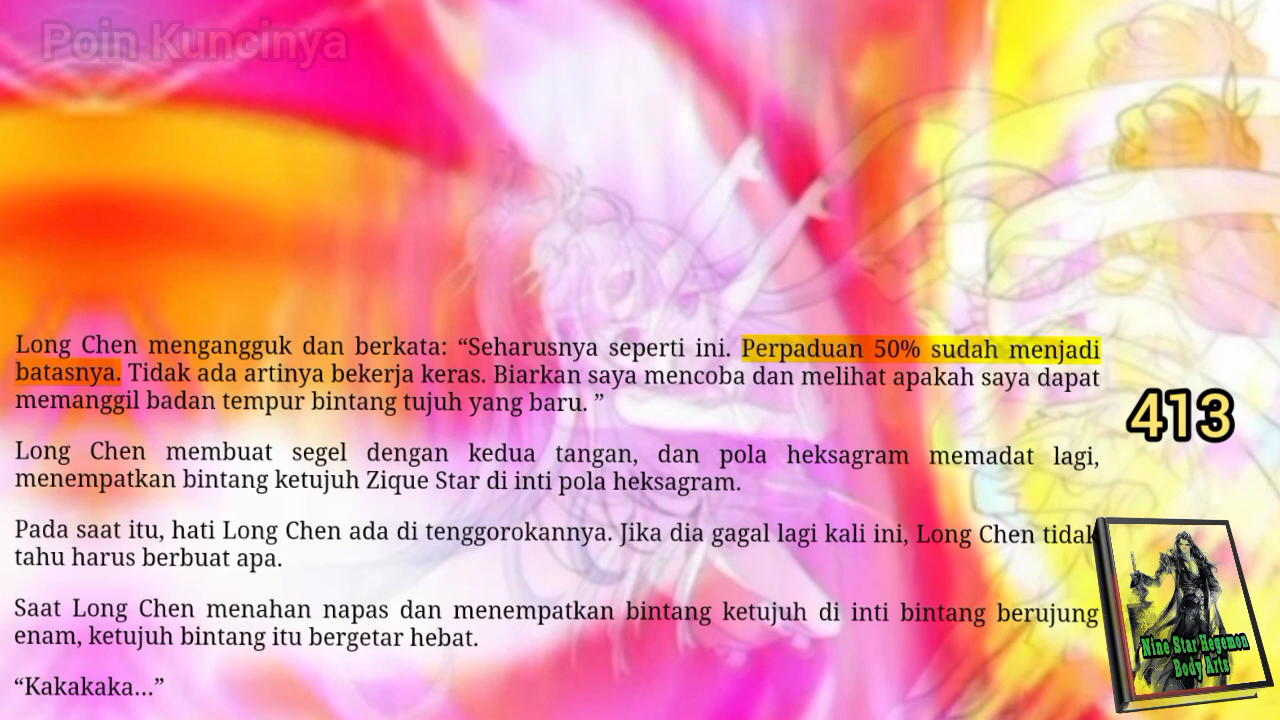 Poin Kuncinya
Long Chen mengangguk dan berkata: “Seharusnya seperti ini. Perpaduan 50% sudah menjadi
batasnya. Tidak ada artinya bekerja keras. Biarkan saya mencoba dan melihat apakah saya dapat
memanggil badan tempur bintang tujuh yang baru. ”
413
Long Chen membuat segel dengan kedua tangan, dan pola heksagram memadat lagi,
menempatkan bintang ketujuh Zique Star di inti pola heksagram.
Pada saat itu, hati Long Chen ada di tenggorokannya. Jika dia gagal lagi kali ini, Long Chen tidak
tahu harus berbuat apa.
Saat Long Chen menahan napas dan menempatkan bintang ketujuh di inti bintang berujung
enam, ketujuh bintang itu bergetar hebat.
“Kakakaka...”
Nine Star Hegemon
Body Arts